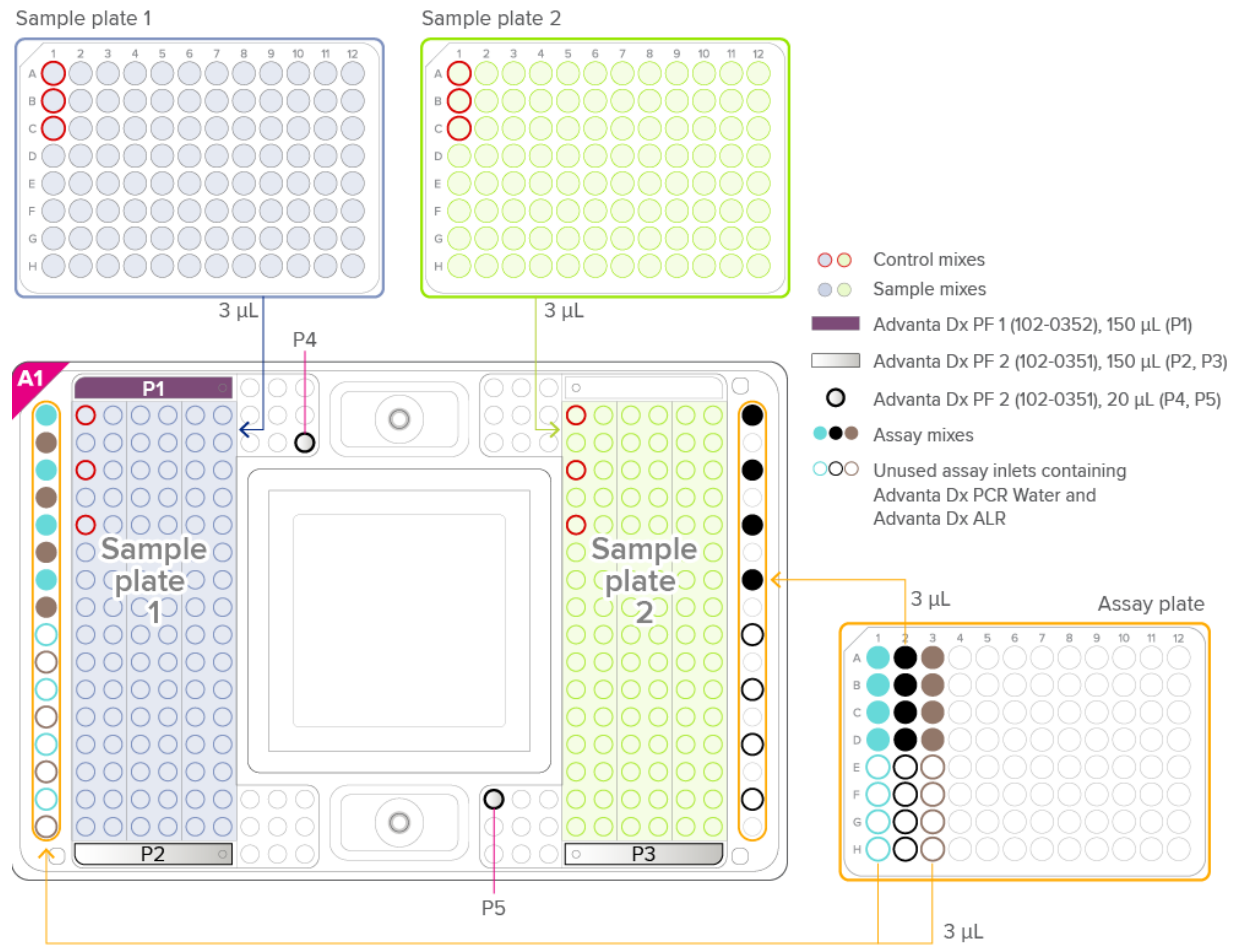 Sample plate 1
Sample plate 2
1 2 3 4 5 6 7 8 9 10 11 12
A
B
C
D
E
F
G
H
1 2 3 4 5 6 7 8 9 10 11 12
A
B
C
D
E
F
G
H
3 µL
3 µL
Control mixes
Sample mixes
Advanta Dx PF 1 (102-0352), 150 µL (P1)
Advanta Dx PF 2 (102-0351), 150 µL (P2, P3)
Advanta Dx PF 2 (102-0351), 20 µL (P4, P5)
Assay mixes
Unused assay inlets containing
Advanta Dx PCR Water and
Advanta Dx ALR
P4
A1
P1
Sample
plate
1
Sample
plate
2
P2
P3
P5
3 µL
Assay plate
1 2 3 4 5 6 7 8 9 10 11 12
A
B
C
D
E
F
G
H
3 µL